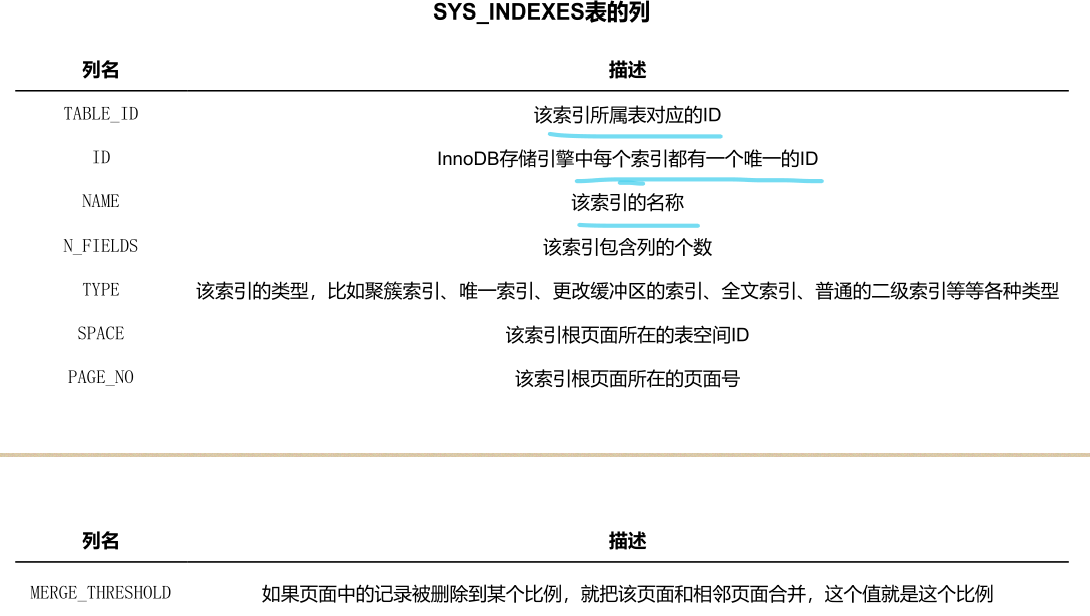 SYS_INDEXES表的列
列名 描述
TABLE_ID 该索引所属表对应的ID
ID InnoDB存储引擎中每个索引都有一个唯一的ID
NAME 该索引的名称
N_FIELDS 该索引包含列的个数
TYPE 该索引的类型，比如聚簇索引、唯一索引、更改缓冲区的索引、全文索引、普通的二级索引等等各种类型
SPACE 该索引根页面所在的表空间ID
PAGE_NO 该索引根页面所在的页面号
列名 描述
MERGE_THRESHOLD 如果页面中的记录被删除到某个比例，就把该页面和相邻页面合并，这个值就是这个比例